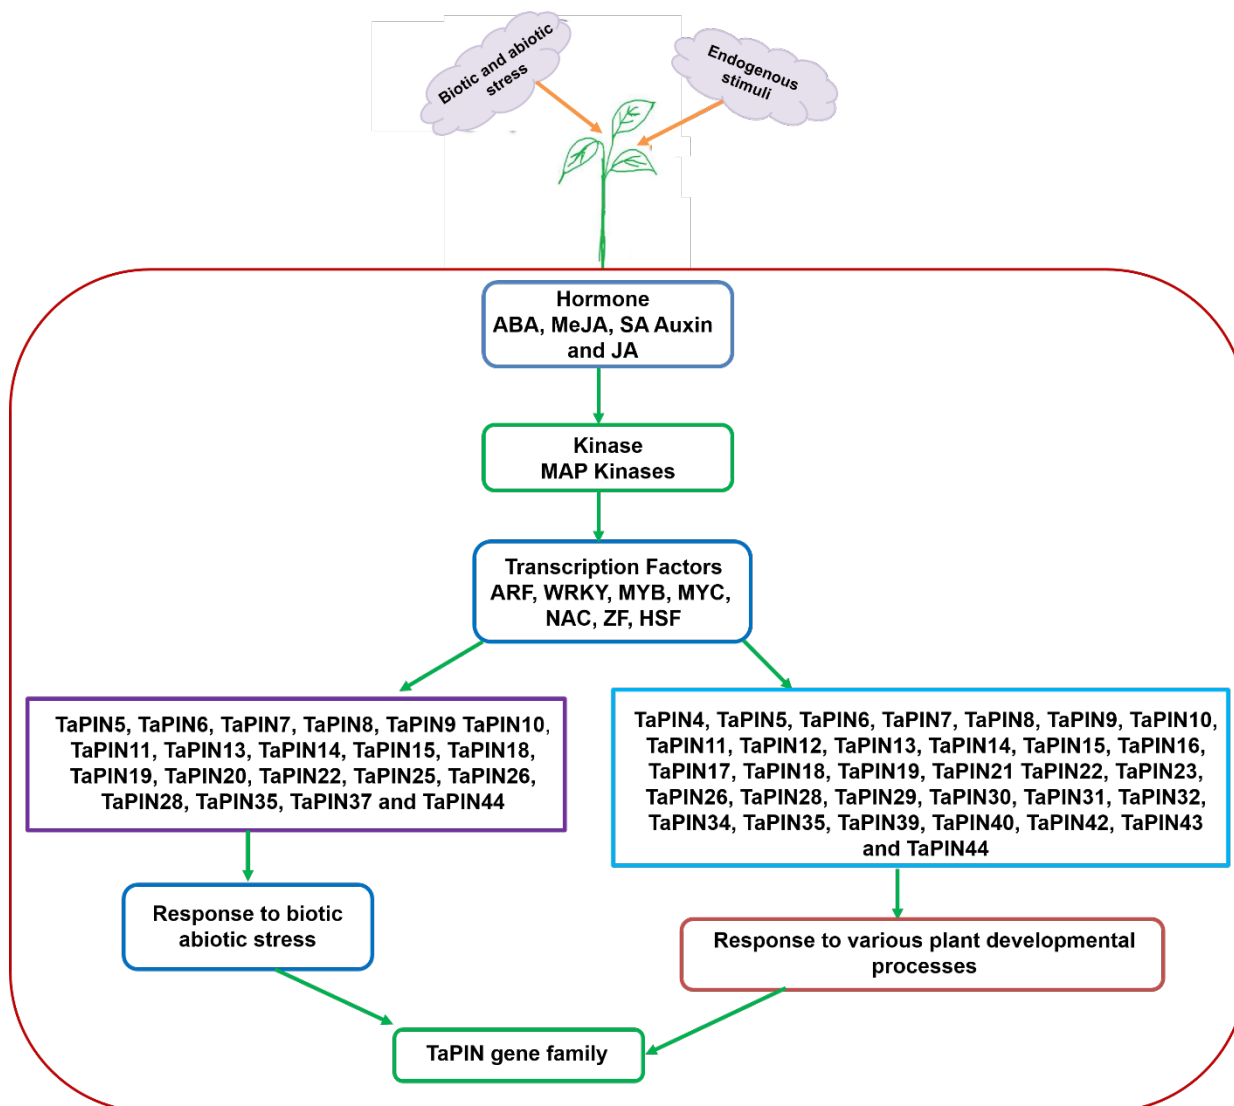 Biotic and abiotic
stress
Endogenous
stimuli
Hormone
ABA, MeJA, SA Auxin
and JA
Kinase
MAP Kinases
Transcription Factors
ARF, WRKY, MYB, MYC,
NAC, ZF, HSF
TaPIN5, TaPIN6, TaPIN7, TaPIN8, TaPIN9 TaPIN10,
TaPIN11, TaPIN13, TaPIN14, TaPIN15, TaPIN18,
TaPIN19, TaPIN20, TaPIN22, TaPIN25, TaPIN26,
TaPIN28, TaPIN35, TaPIN37 and TaPIN44
TaPIN4, TaPIN5, TaPIN6, TaPIN7, TaPIN8, TaPIN9, TaPIN10,
TaPIN11, TaPIN12, TaPIN13, TaPIN14, TaPIN15, TaPIN16,
TaPIN17, TaPIN18, TaPIN19, TaPIN21 TaPIN22, TaPIN23,
TaPIN26, TaPIN28, TaPIN29, TaPIN30, TaPIN31, TaPIN32,
TaPIN34, TaPIN35, TaPIN39, TaPIN40, TaPIN42, TaPIN43
and TaPIN44
Response to biotic
abiotic stress
Response to various plant developmental
processes
TaPIN gene family